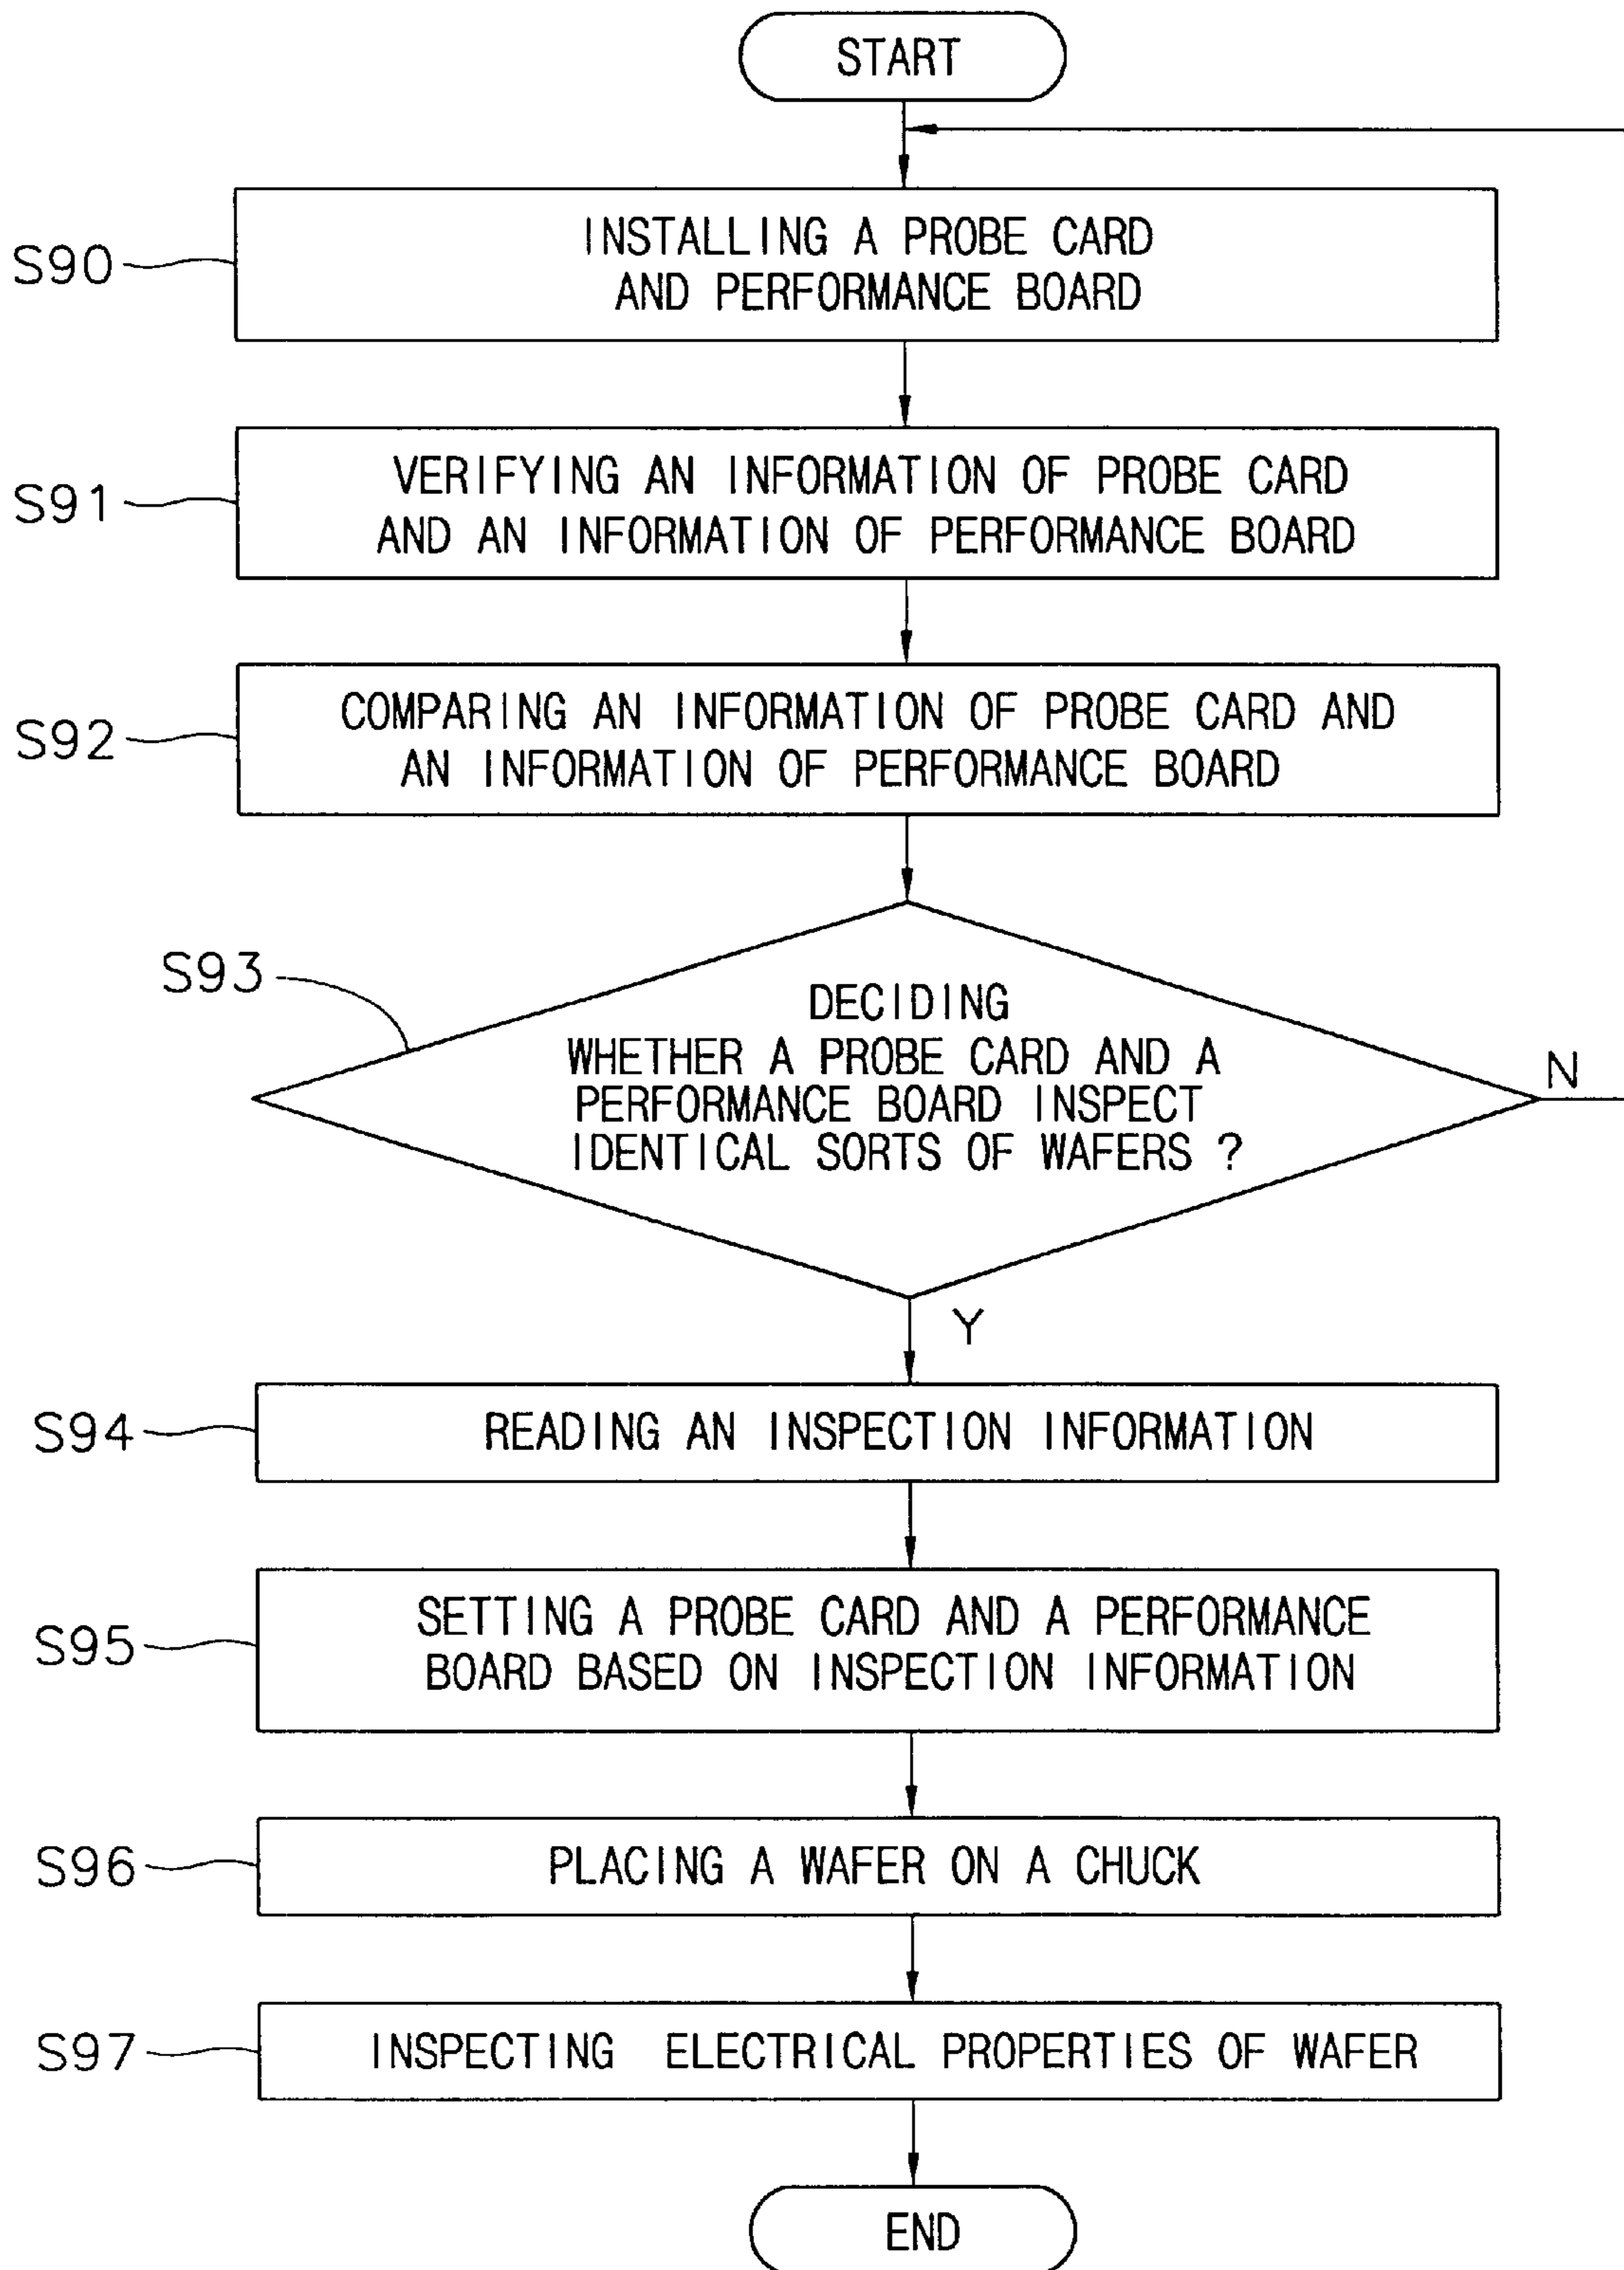 START
S90
INSTALLING A PROBE CARD
AND PERFORMANCE BOARD
S91
VERIFYING AN INFORMATION OF PROBE CARD
AND AN INFORMATION OF PERFORMANCE BOARD
S92
COMPARING AN INFORMATION OF PROBE CARD AND
AN INFORMATION OF PERFORMANCE BOARD
S93
DECIDING
WHETHER A PROBE CARD AND A
PERFORMANCE BOARD INSPECT
IDENTICAL SORTS OF WAFERS ?
N
Y
S94
READING AN INSPECTION INFORMATION
S95
SETTING A PROBE CARD AND A PERFORMANCE
BOARD BASED ON INSPECTION INFORMATION
S96
PLACING A WAFER ON A CHUCK
S97
INSPECTING ELECTRICAL PROPERTIES OF WAFER
END